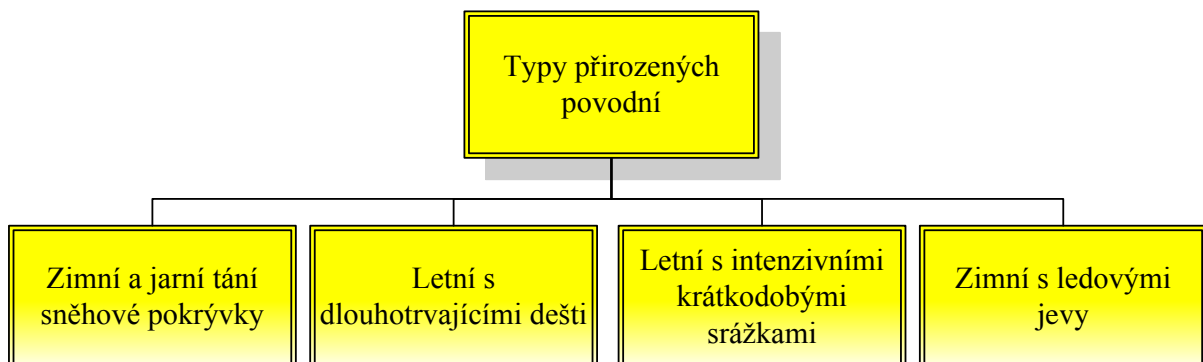 Typy přirozených
povodní
Zimní a jarní tání
sněhové pokrývky
Letní s
dlouhotrvajícími dešti
Letní s intenzivními
krátkodobými
srážkami
Zimní s ledovými
jevy